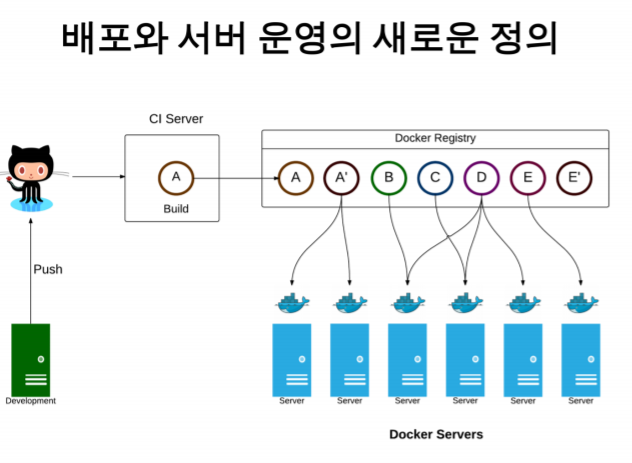 배포와 서버 운영의 새로운 정의
CI Server
Docker Registry
A
A
A'
B
C
D
E
E'
Build
Push
Development
Server
Server
Server
Server
Server
Server
Docker Servers